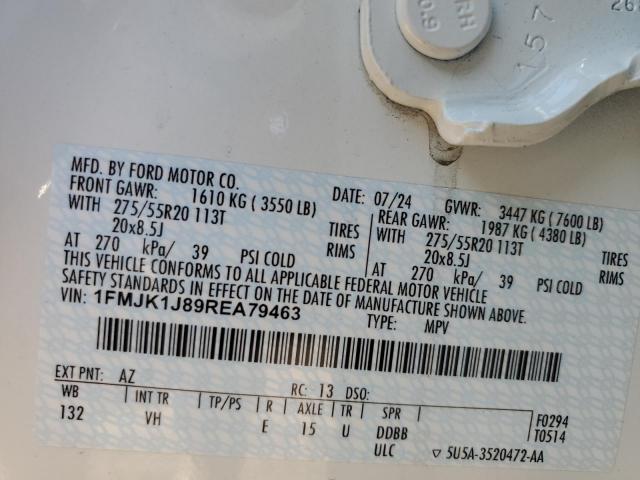 RH
0.9
157
MFD. BY FORD MOTOR CO.
DATE: 07/24 GVWR: 3447 KG (7600 LB)
FRONT GAWR: 1610 KG (3550 LB)
REAR GAWR: 1987 KG (4380 LB)
WITH 275/55R20 113T TIRES
WITH 275/55R20 113T TIRES
20x8.5J RIMS
20x8.5J RIMS
AT 270 kPa/ 39 PSI COLD
AT 270 kPa/ 39 PSI COLD
THIS VEHICLE CONFORMS TO ALL APPLICABLE FEDERAL MOTOR VEHICLE
SAFETY STANDARDS IN EFFECT ON THE DATE OF MANUFACTURE SHOWN ABOVE.
VIN: 1FMJK1J89REA79463
TYPE: MPV
EXT PNT: AZ RC: 13 DSO:
WB INT TR TP/PS R AXLE TR SPR
132 VH E 15 U DDBB
ULC
F0294
T0514
▽ 5U5A-3520472-AA